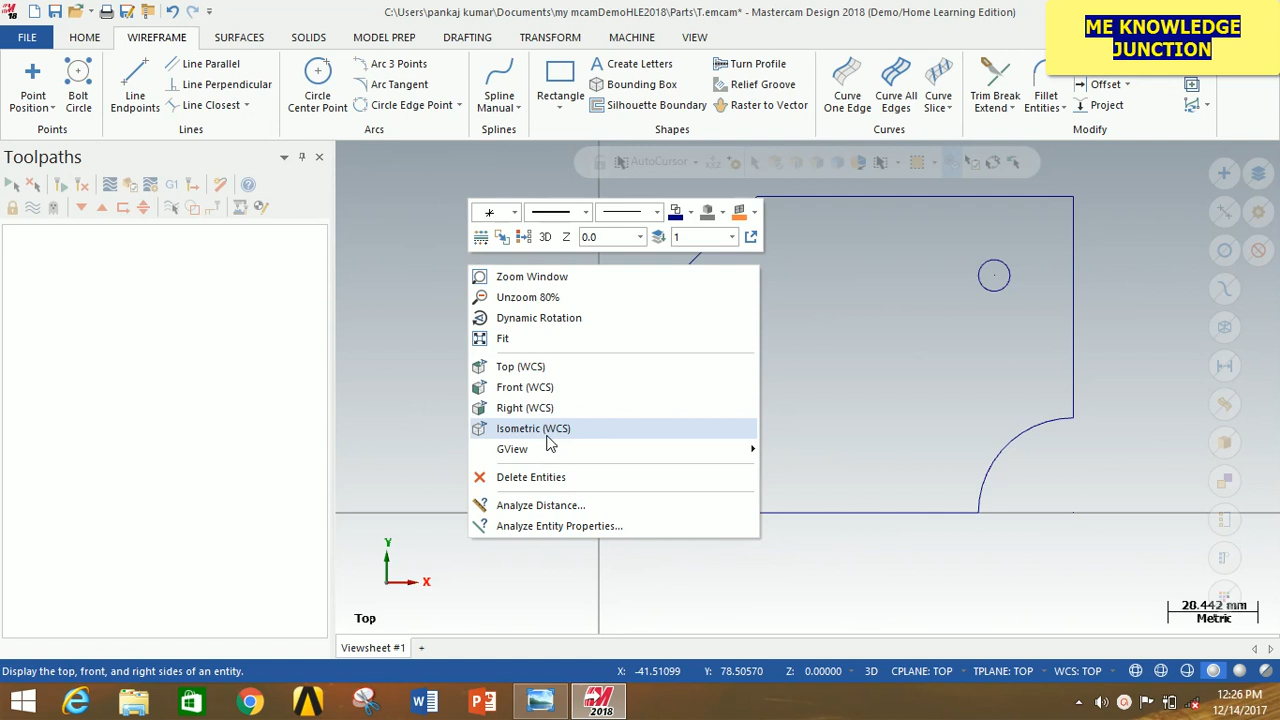 C:\Users\pankaj kumar\Documents\my mcamDemoHLE2018\Parts\T.mcam* - Mastercam Design 2018 (Demo/Home Learning Edition)
ME KNOWLEDGE
JUNCTION
FILE HOME WIREFRAME SURFACES SOLIDS MODEL PREP DRAFTING TRANSFORM MACHINE VIEW
Point
Position
Bolt
Circle
Points
Line
Endpoints
Line Parallel
Line Perpendicular
Line Closest
Lines
Circle
Center Point
Arc 3 Point
Arc Tangent
Circle Edge Point
Arcs
Spline
Manual
Splines
Rectangle
Create Letters
Bounding Box
Silhouette Boundary
Turn Profile
Relief Groove
Raster to Vector
Shapes
Curve
One Edge
Curve All
Edges
Curve
Slice
Curves
Trim Break
Extend
Fillet
Entities
Offset
Project
Modify
Toolpaths
G1
AutoCursor
3D Z 0.0 1
Zoom Window
Unzoom 80%
Dynamic Rotation
Fit
Top (WCS)
Front (WCS)
Right (WCS)
Isometric (WCS)
GView
Delete Entities
Analyze Distance...
Analyze Entity Properties...
Y
X
Top
Metric
Viewsheet #1 +
Display the top, front, and right sides of an entity. X: -41.51099 Y: 78.50570 Z: 0.00000 3D CPLANE: TOP TPLANE: TOP WCS: TOP
2018
12:26 PM
12/14/2017